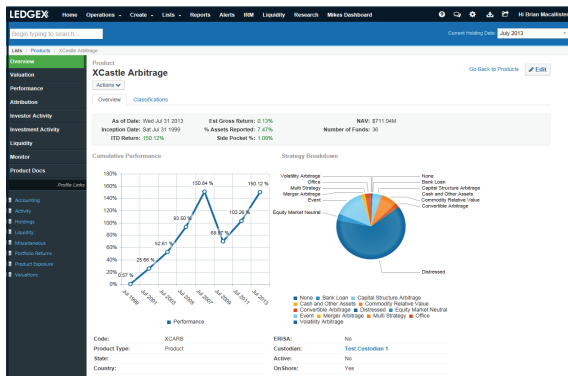 LEDGEX
Home Operations Create Lists Reports Alerts IRM Liquidity Research Mikes Dashboard
Hi Brian Macallister
Begin typing to search...
Current Holding Date: July 2013
Lists / Products / XCastle Arbitrage
Overview
Valuation
Performance
Attribution
Investor Activity
Investment Activity
Liquidity
Monitor
Product Docs
Profile Links
Accounting
Activity
Holdings
Liquidity
Miscellaneous
Portfolio Returns
Product Exposure
Valuations
Product
XCastle Arbitrage
Go Back to Products
Edit
Actions
Overview Classifications
As of Date: Wed Jul 31 2013 Est Gross Return: 0.13% NAV: $711.04M
Inception Date: Sat Jul 31 1999 % Assets Reported: 7.47% Number of Funds: 36
ITD Return: 150.12% Side Pocket %: 1.09%
Cumulative Performance
180%
160%
140%
120%
100%
80%
60%
40%
20%
0%
0.57 %
25.66 %
52.61 %
93.50 %
150.84 %
103.26 %
150.12 %
Jul 1999
Jul 2001
Jul 2003
Jul 2005
Jul 2007
Jul 2009
Jul 2011
Jul 2013
Performance
Strategy Breakdown
Volatility Arbitrage
Office
Multi Strategy
Merger Arbitrage
Event
Equity Market Neutral
None
Bank Loan
Capital Structure Arbitrage
Cash and Other Assets
Commodity Relative Value
Convertible Arbitrage
Distressed
None Bank Loan Capital Structure Arbitrage
Cash and Other Assets Commodity Relative Value
Convertible Arbitrage Distressed Equity Market Neutral
Event Merger Arbitrage Multi Strategy Office
Volatility Arbitrage
Code: XCARB ERISA: No
Product Type: Product Custodian: Test Custodian 1
State: Active: No
Country: OnShore: Yes